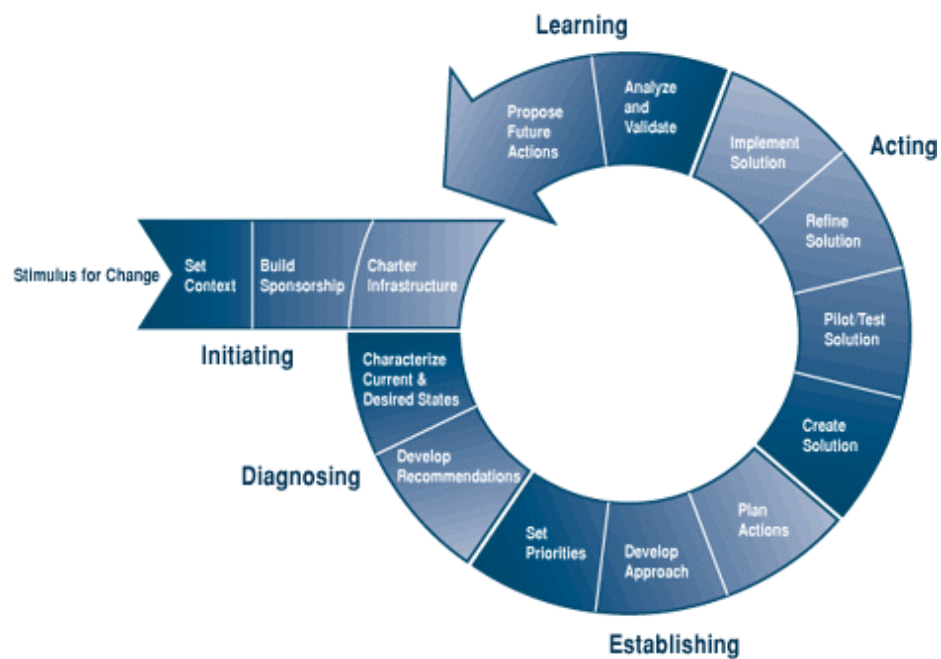 Learning
Analyze
and
Validate
Propose
Future
Actions
Implement
Solution
Acting
Refine
Solution
Stimulus for Change
Set
Context
Build
Sponsorship
Charter
Infrastructure
Pilot/Test
Solution
Initiating
Characterize
Current &
Desired States
Create
Solution
Diagnosing
Develop
Recommendations
Plan
Actions
Set
Priorities
Develop
Approach
Establishing